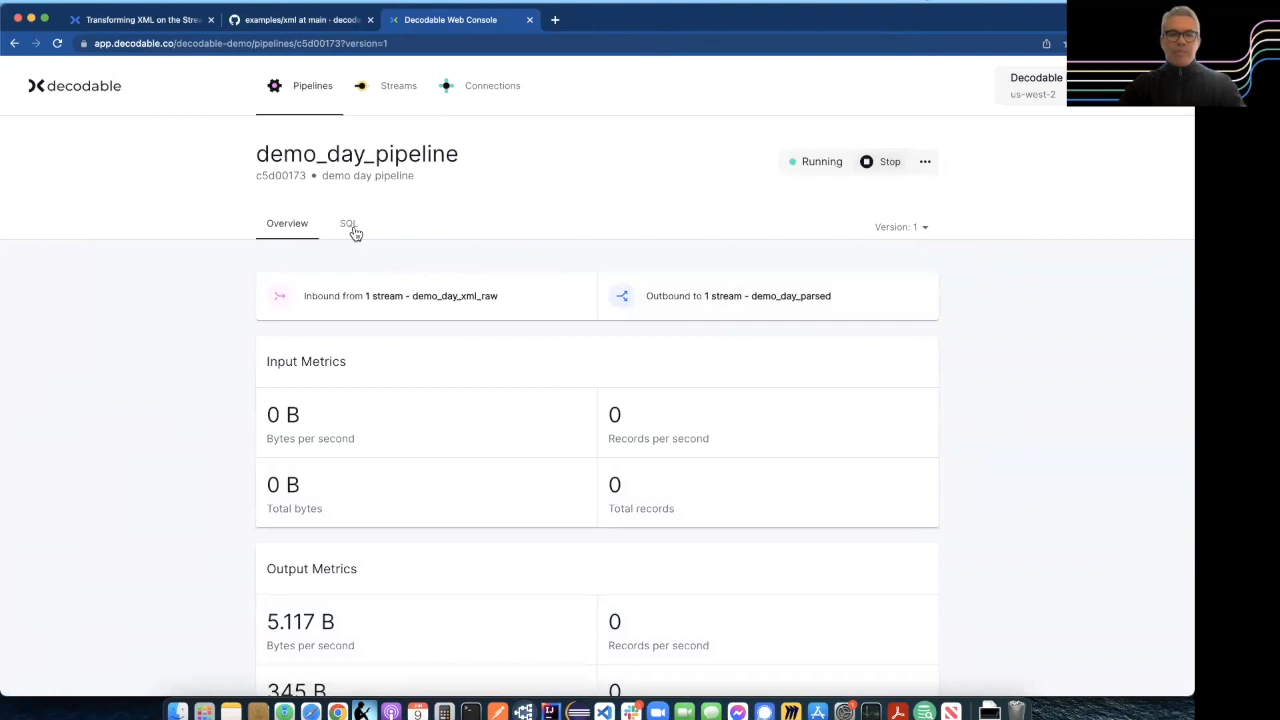 Transforming XML on the Strea
examples/xml at main · decod
Decodable Web Console
app.decodable.co/decodable-demo/pipelines/c5d00173?version=1
decodable
Pipelines
Streams
Connections
Decodable
us-west-2
demo_day_pipeline
c5d00173 • demo day pipeline
Running
Stop
Overview
SQL
Version: 1
Inbound from 1 stream - demo_day_xml_raw
Outbound to 1 stream - demo_day_parsed
Input Metrics
0 B
0
Bytes per second
Records per second
0 B
0
Total bytes
Total records
Output Metrics
5.117 B
0
Bytes per second
Records per second
345 B
0
9